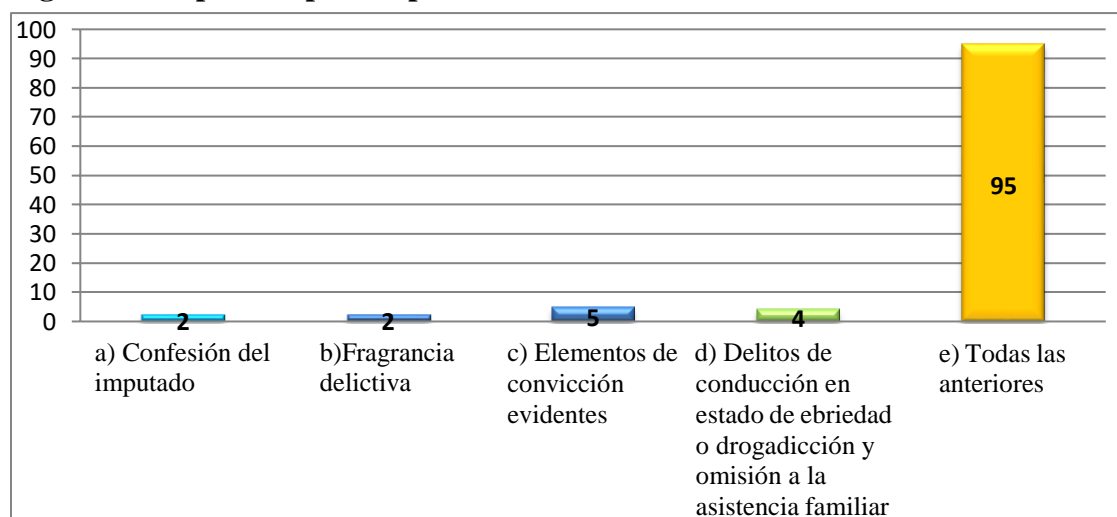 100
90
80
70
60
50
40
30
20
10
0
2
2
5
4
95
a) Confesión del
imputado
b)Fragrancia
delictiva
c) Elementos de
convicción
evidentes
d) Delitos de
conducción en
estado de ebriedad
o drogadicción y
omisión a la
asistencia familiar
e) Todas las
anteriores